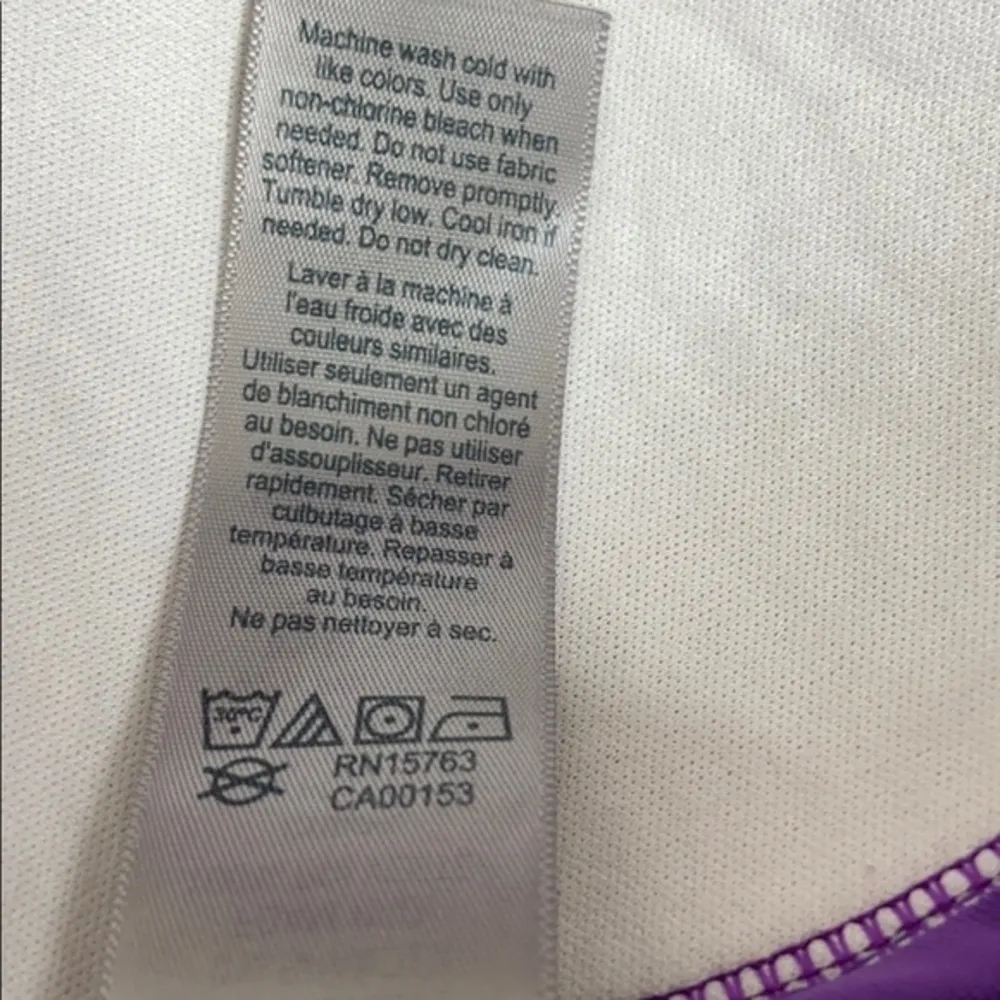 Machine wash cold with
like colors. Use only
non-chlorine bleach when
needed. Do not use fabric
softener. Remove promptly.
Tumble dry low. Cool iron if
needed. Do not dry clean.
Laver à la machine à
l'eau froide avec des
couleurs similaires.
Utiliser seulement un agent
de blanchiment non chloré
au besoin. Ne pas utiliser
d'assouplisseur. Retirer
rapidement. Sécher par
culbutage à basse
température. Repasser à
basse température
au besoin.
Ne pas nettoyer à sec.
30°C
RN15763
CA00153